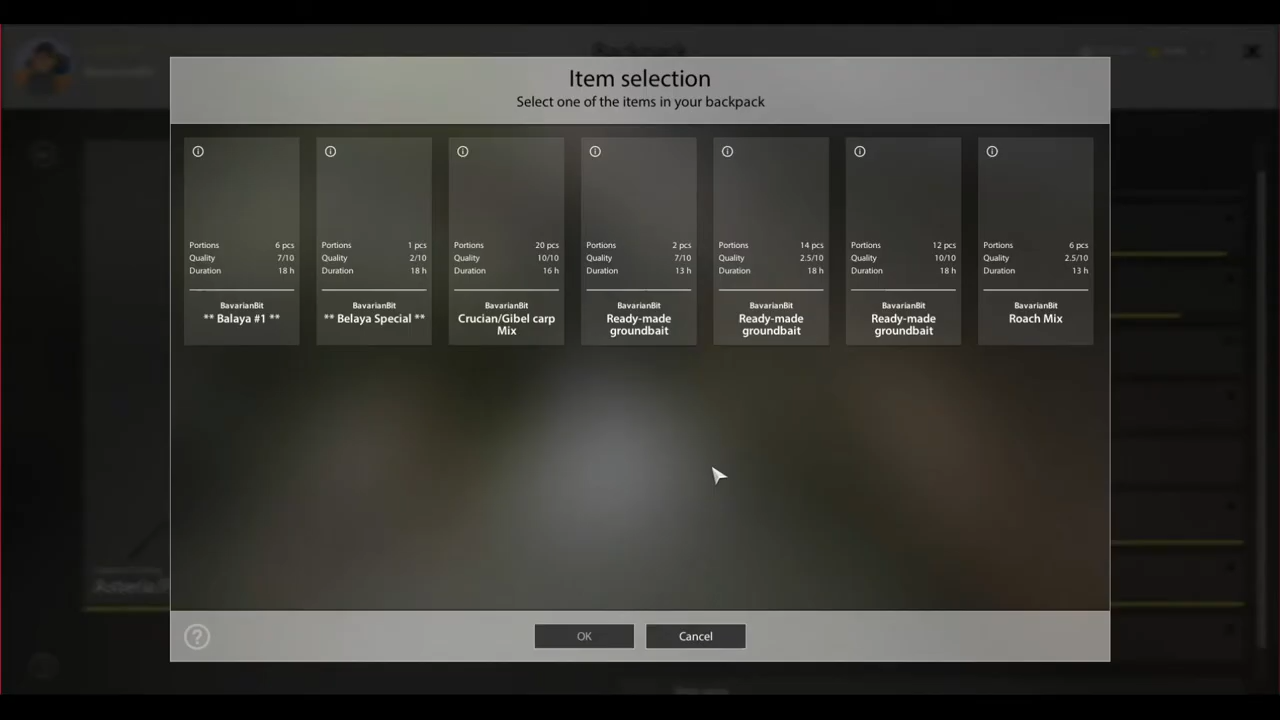 Backpack
Item selection
Select one of the items in your backpack
Portions 6 pcs
Quality 7/10
Duration 18 h
BavarianBit
** Balaya #1 **
Portions 1 pcs
Quality 2/10
Duration 18 h
BavarianBit
** Belaya Special **
Portions 20 pcs
Quality 10/10
Duration 16 h
BavarianBit
Crucian/Gibel carp
Mix
Portions 2 pcs
Quality 7/10
Duration 13 h
BavarianBit
Ready-made
groundbait
Portions 14 pcs
Quality 2.5/10
Duration 18 h
BavarianBit
Ready-made
groundbait
Portions 12 pcs
Quality 10/10
Duration 18 h
BavarianBit
Ready-made
groundbait
Portions 6 pcs
Quality 2.5/10
Duration 13 h
BavarianBit
Roach Mix
?
OK
Cancel